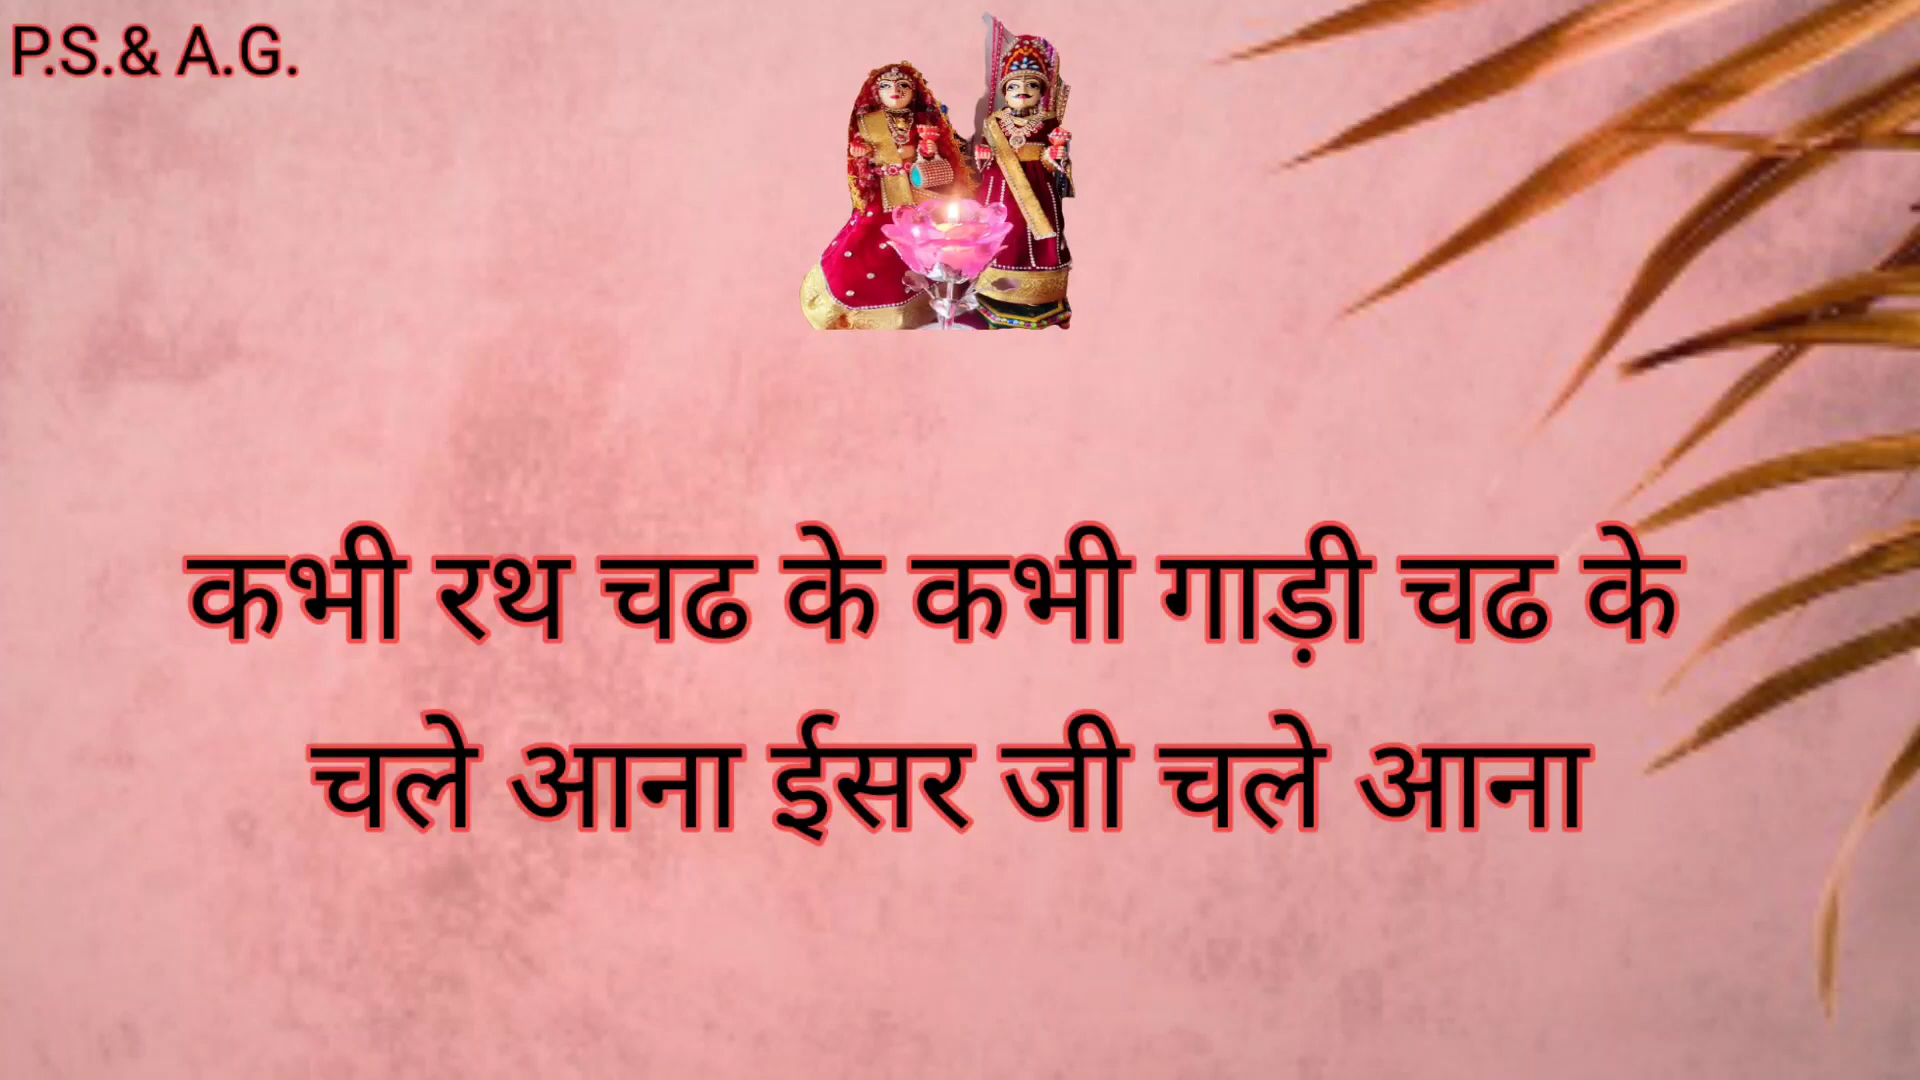 P.S.& A.G.
कभी रथ चढ के कभी गाड़ी चढ के
चले आना ईसर जी चले आना